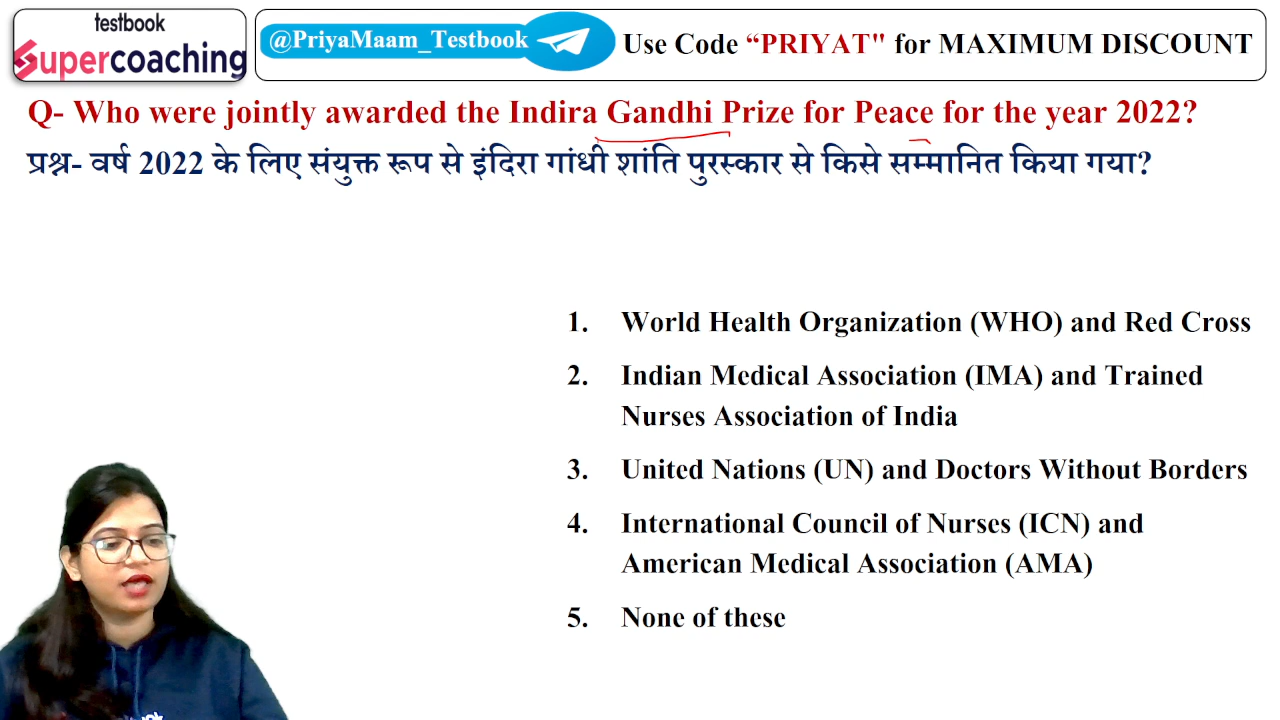 testbook
Supercoaching
@PriyaMaam_Testbook
Use Code “PRIYAT" for MAXIMUM DISCOUNT
Q- Who were jointly awarded the Indira Gandhi Prize for Peace for the year 2022?
प्रश्न- वर्ष 2022 के लिए संयुक्त रूप से इंदिरा गांधी शांति पुरस्कार से किसे सम्मानित किया गया?
1. World Health Organization (WHO) and Red Cross
2. Indian Medical Association (IMA) and Trained
Nurses Association of India
3. United Nations (UN) and Doctors Without Borders
4. International Council of Nurses (ICN) and
American Medical Association (AMA)
5. None of these